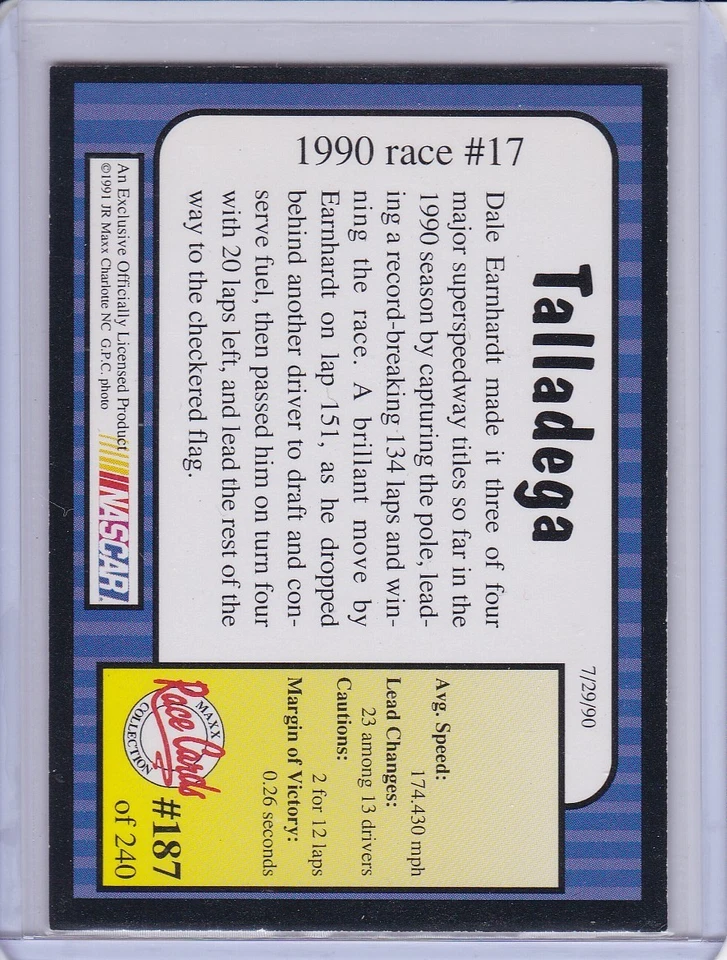 1990 race #17
Talladega
7/29/90
Dale Earnhardt made it three of four
major superspeedway titles so far in the
1990 season by capturing the pole, lead-
ing a record-breaking 134 laps and win-
ning the race. A brillant move by
Earnhardt on lap 151, as he dropped
behind another driver to draft and con-
serve fuel, then passed him on turn four
with 20 laps left, and lead the rest of the
way to the checkered flag.
Avg. Speed:
174.430 mph
Lead Changes:
23 among 13 drivers
Cautions:
2 for 12 laps
Margin of Victory:
0.26 seconds
MAXX
Race Cards
COLLECTION
#187
of 240
An Exclusive Officially Licensed Product
©1991 JR Maxx Charlotte NC G.P.C. photo
NASCAR